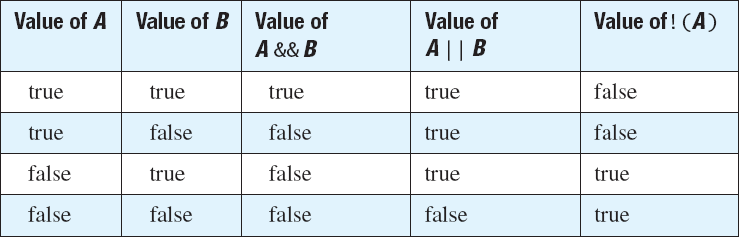 Value of A Value of B Value of A && B Value of A || B Value of ! (A)
true true true true false
true false false true false
false true false true true
false false false false true